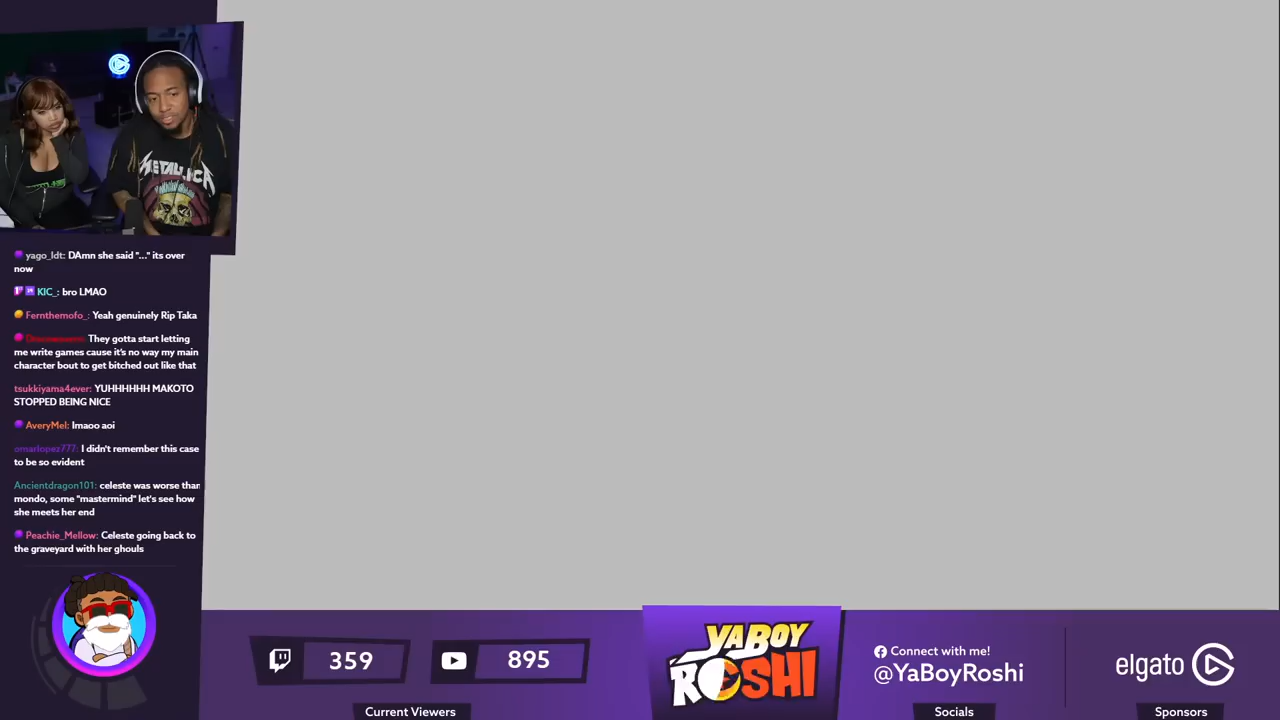 METALLICA
yago_ldt: DAmn she said "..." its over
now
KIC_: bro LMAO
Fernthemofo_: Yeah genuinely Rip Taka
They gotta start letting
me write games cause it's no way my main
character bout to get bitched out like that
tsukkiyama4ever: YUHHHHHH MAKOTO
STOPPED BEING NICE
AveryMel: lmaoo aoi
omarlopez777: I didn't remember this case
to be so evident
Ancientdragon101: celeste was worse than
mondo, some "mastermind" let's see how
she meets her end
Peachie_Mellow: Celeste going back to
the graveyard with her ghouls
359
895
Current Viewers
YABOY
ROSHI
Connect with me!
@YaBoyRoshi
Socials
elgato
Sponsors